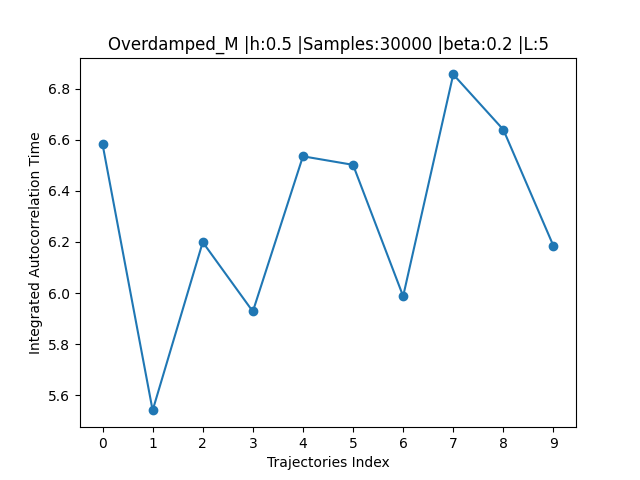 Overdamped_M |h:0.5 |Samples:30000 |beta:0.2 |L:5
Integrated Autocorrelation Time
6.8
6.6
6.4
6.2
6.0
5.8
5.6
0 1 2 3 4 5 6 7 8 9
Trajectories Index